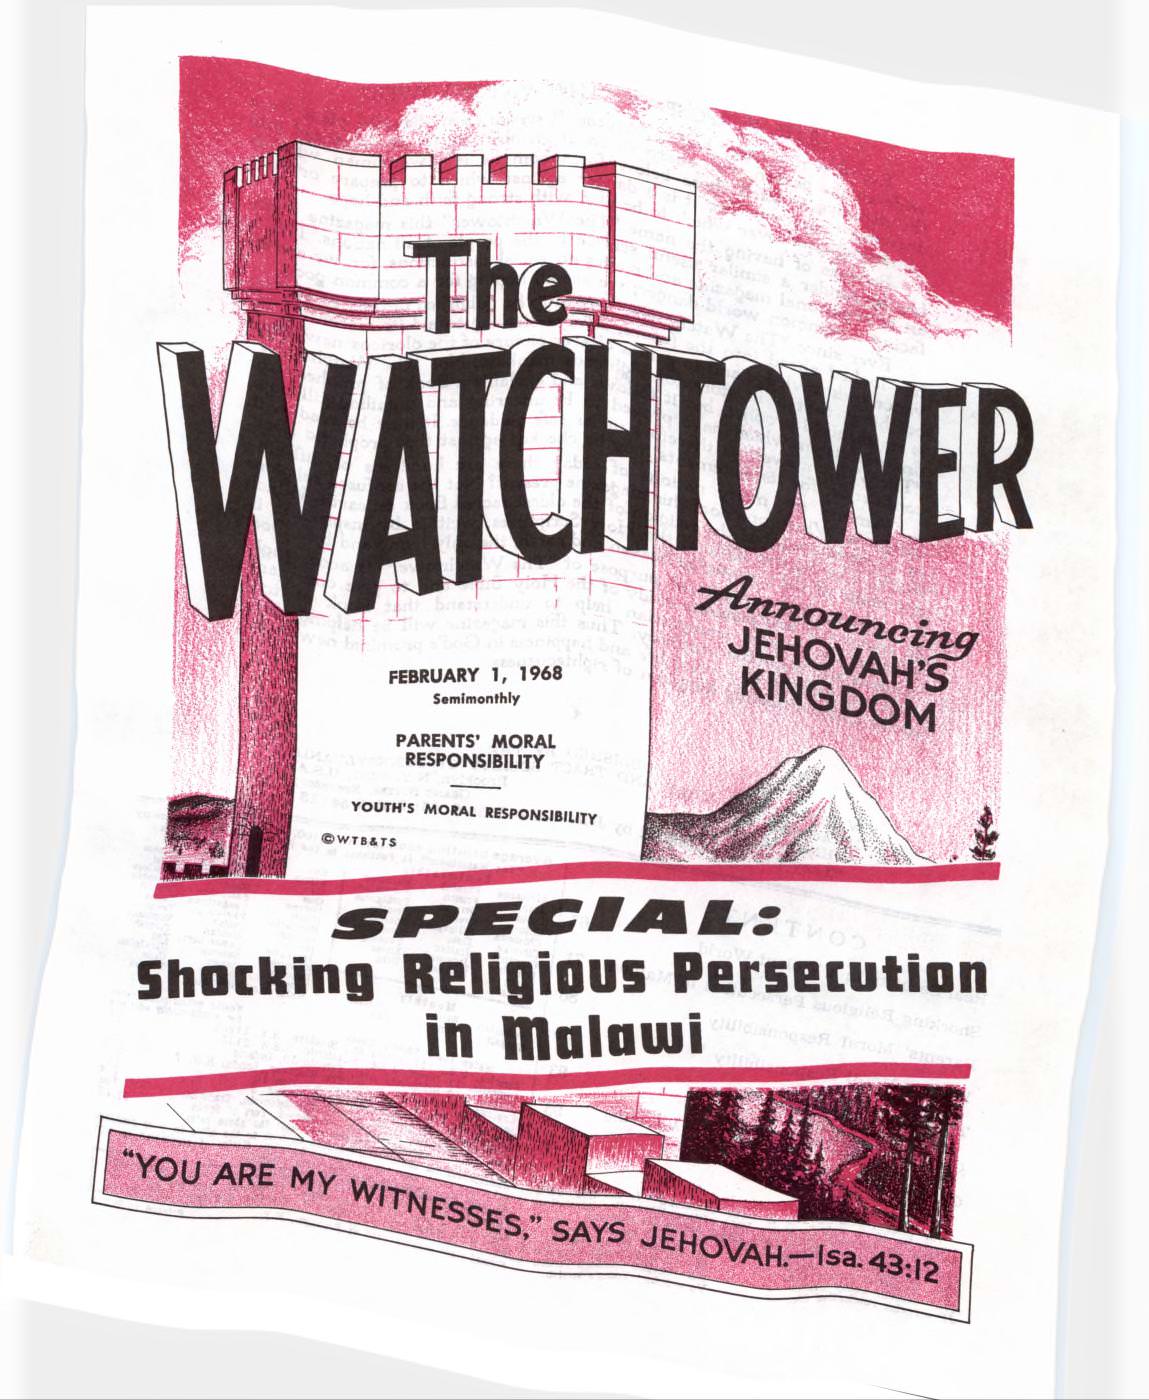 The
WATCHTOWER
Announcing
JEHOVAH'S
KINGDOM
FEBRUARY 1, 1968
Semimonthly
PARENTS' MORAL
RESPONSIBILITY
YOUTH'S MORAL RESPONSIBILITY
©WTB&TS
SPECIAL:
Shocking Religious Persecution
in Malawi
"YOU ARE MY WITNESSES," SAYS JEHOVAH.—Isa. 43:12